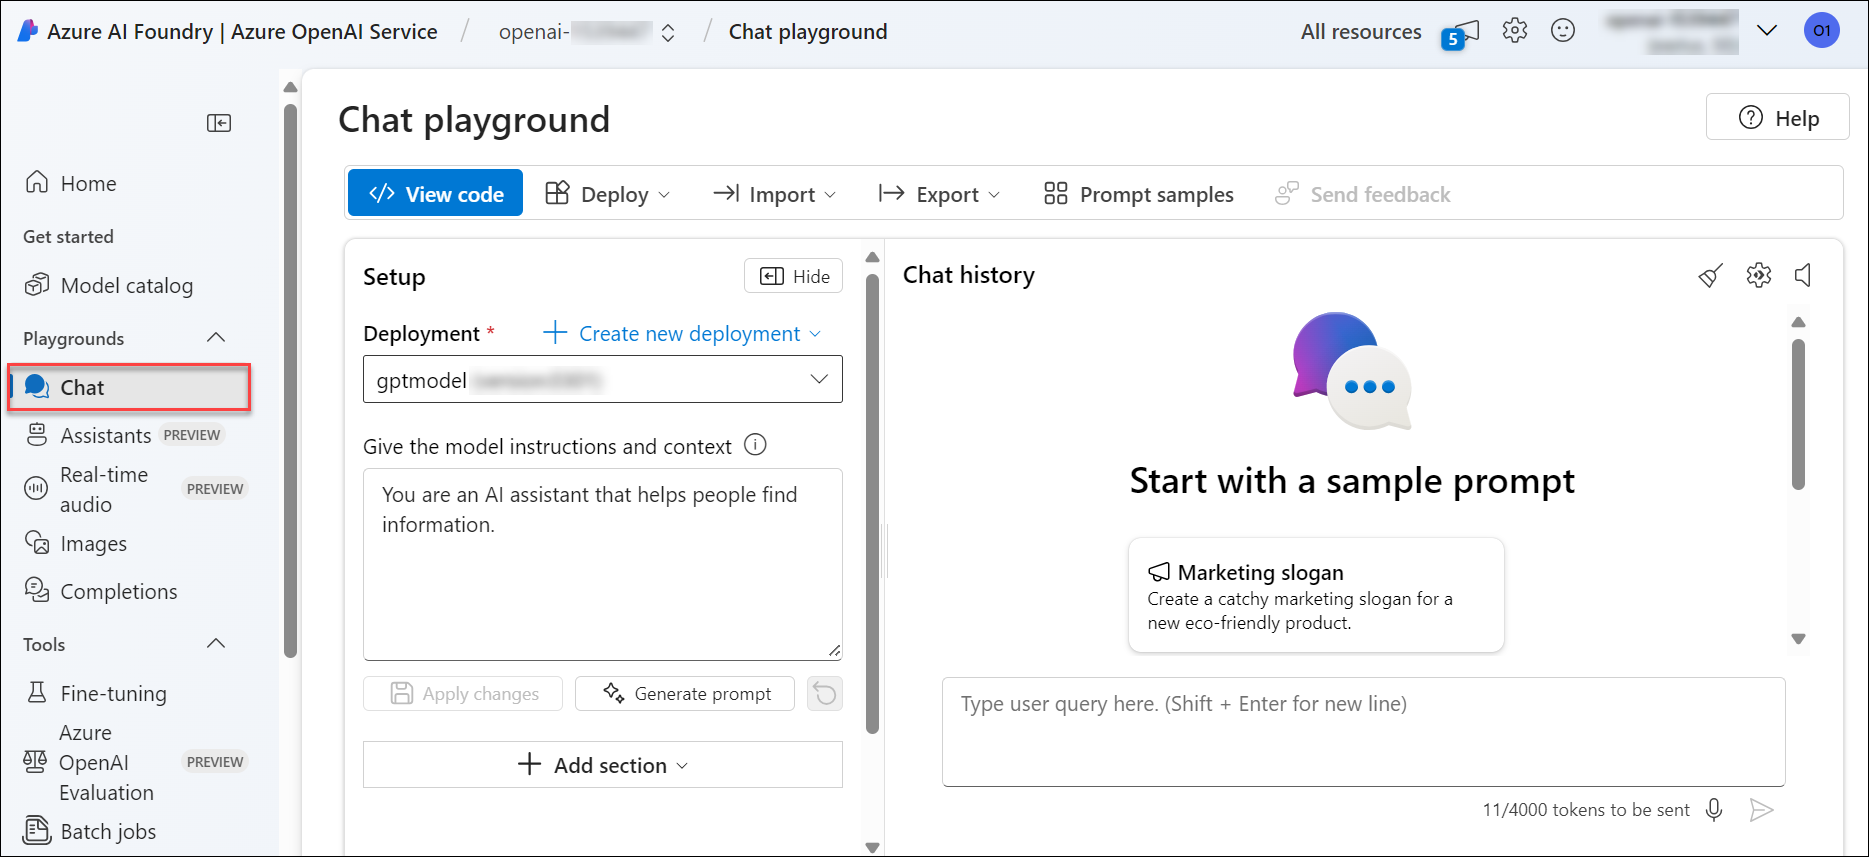 Azure AI Foundry | Azure OpenAI Service / openai- / Chat playground
All resources
5
O1
Home
Get started
Model catalog
Playgrounds
Chat
Assistants PREVIEW
Real-time
audio
PREVIEW
Images
Completions
Tools
Fine-tuning
Azure
OpenAI
Evaluation
PREVIEW
Batch jobs
Chat playground
Help
</> View code
Deploy
Import
Export
Prompt samples
Send feedback
Setup
Hide
Deployment *
Create new deployment
gptmodel
Give the model instructions and context
You are an AI assistant that helps people find
information.
Apply changes
Generate prompt
Add section
Chat history
Start with a sample prompt
Marketing slogan
Create a catchy marketing slogan for a
new eco-friendly product.
Type user query here. (Shift + Enter for new line)
11/4000 tokens to be sent